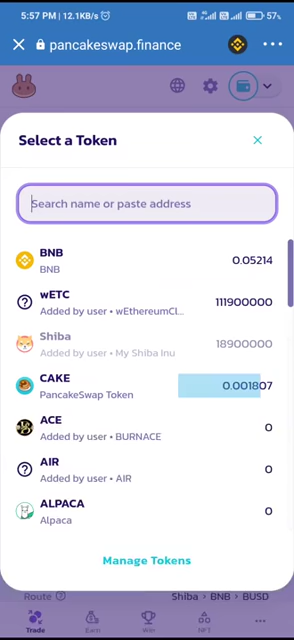 5:57 PM | 12.1KB/s
4G
57%
pancakeswap.finance
Select a Token
Search name or paste address
BNB
BNB
0.05214
wETC
Added by user • wEthereumCl...
111900000
Shiba
Added by user • My Shiba Inu
18900000
CAKE
PancakeSwap Token
0.001807
ACE
Added by user • BURNACE
0
AIR
Added by user • AIR
0
ALPACA
Alpaca
0
Manage Tokens
Route
Shiba > BNB > BUSD
Trade
Earn
Win
NFT